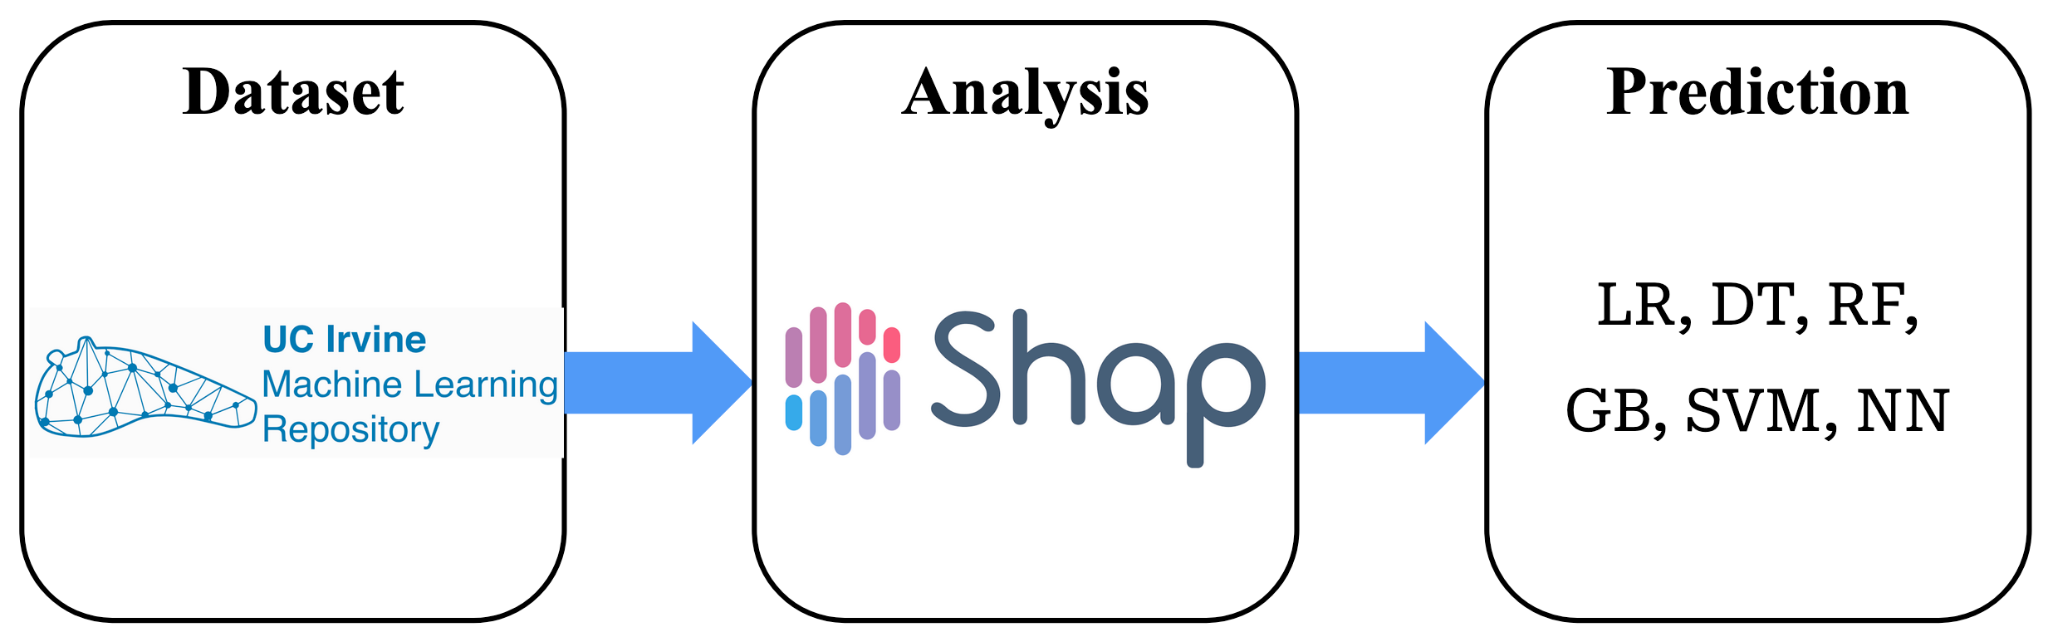 Dataset
UC Irvine
Machine Learning
Repository
Analysis
Shap
Prediction
LR, DT, RF,
GB, SVM, NN